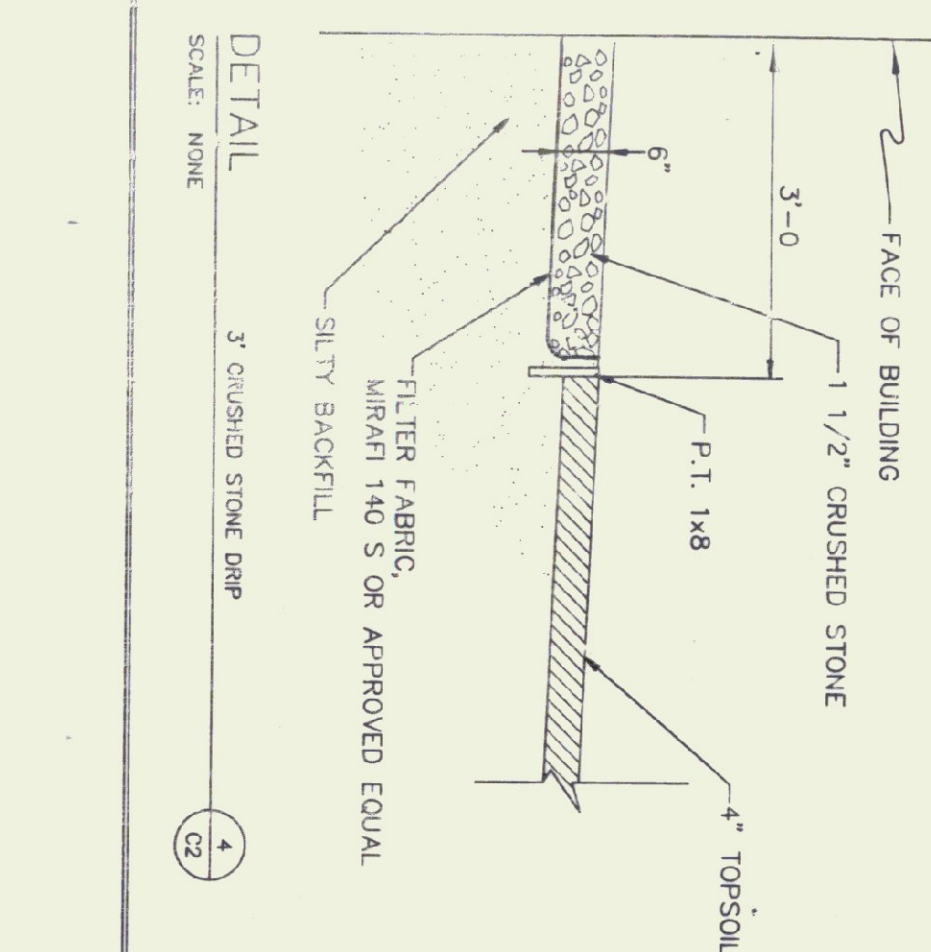 FACE OF BUILDING
1 1/2" CRUSHED STONE
3'-0
P.T. 1x8
4" TOPSOIL
6"
FILTER FABRIC,
MIRAFI 140 S OR APPROVED EQUAL
SILTY BACKFILL
DETAIL
3' CRUSHED STONE DRIP
SCALE: NONE
4
C2